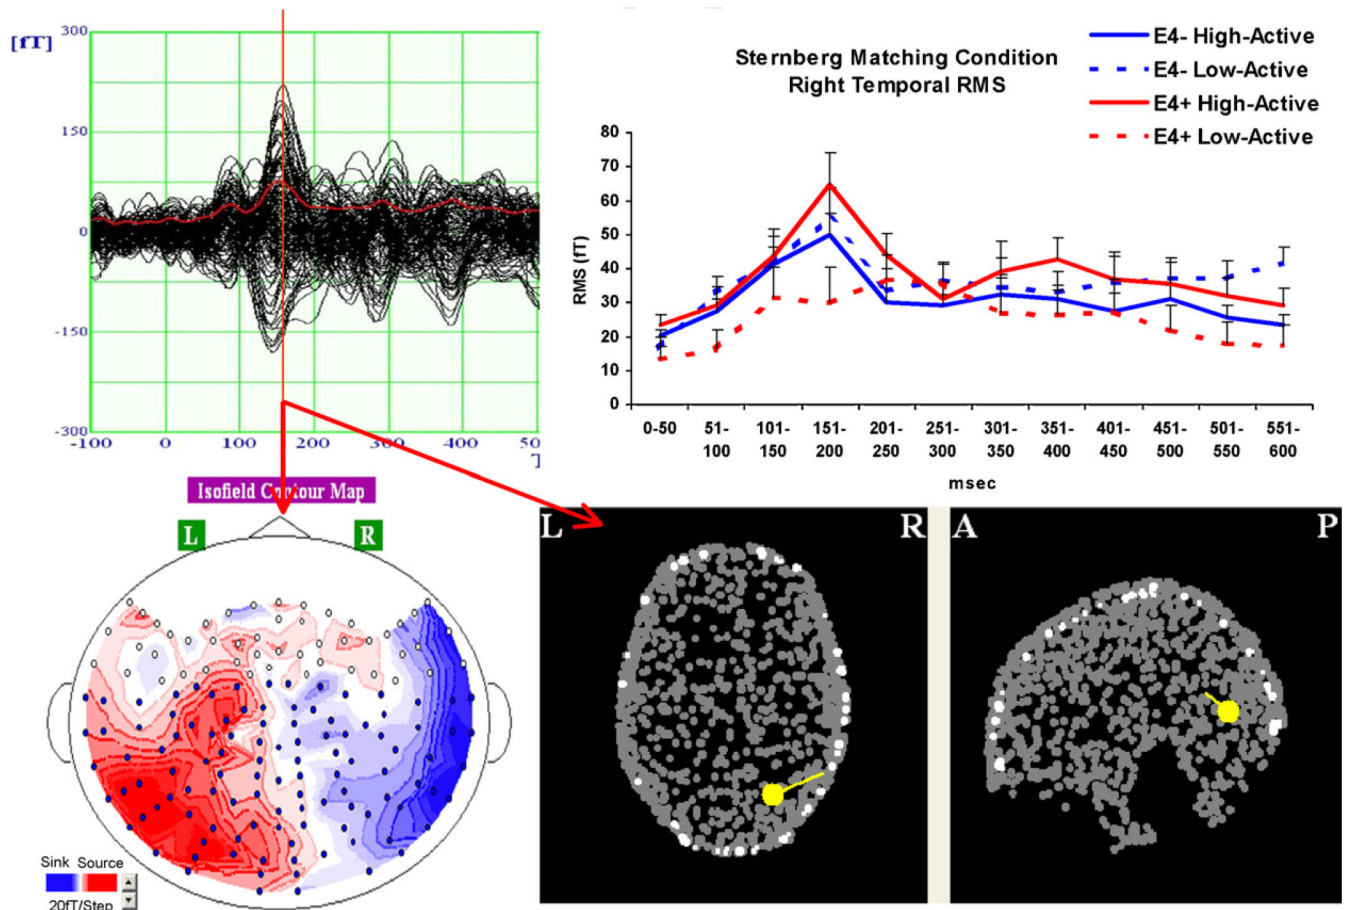 [fT]
300
150
0
-150
-300
-100
0
100
200
300
400
50
Sternberg Matching Condition
Right Temporal RMS
E4- High-Active
E4- Low-Active
E4+ High-Active
E4+ Low-Active
RMS (fT)
80
70
60
50
40
30
20
10
0
0-50
51-
100
101-
150
151-
200
201-
250
251-
300
301-
350
351-
400
401-
450
451-
500
501-
550
551-
600
msec
Isofield Contour Map
L
R
Sink Source
20fT/Step
L
R
A
P